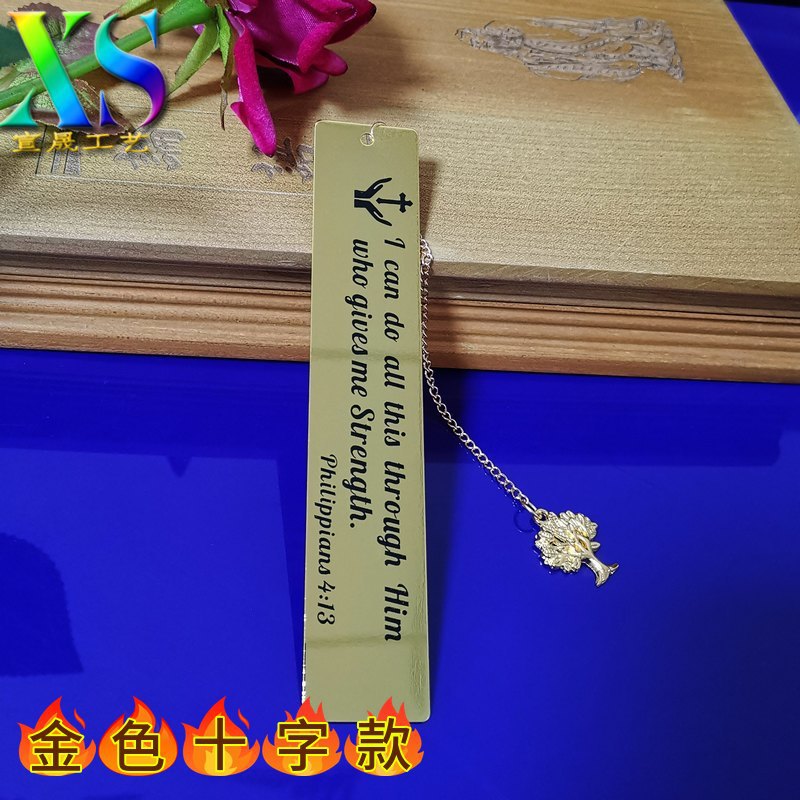 XS
宣晟工艺
I can do all this through Him
who gives me Strength.
Philippians 4:13
金色十字款